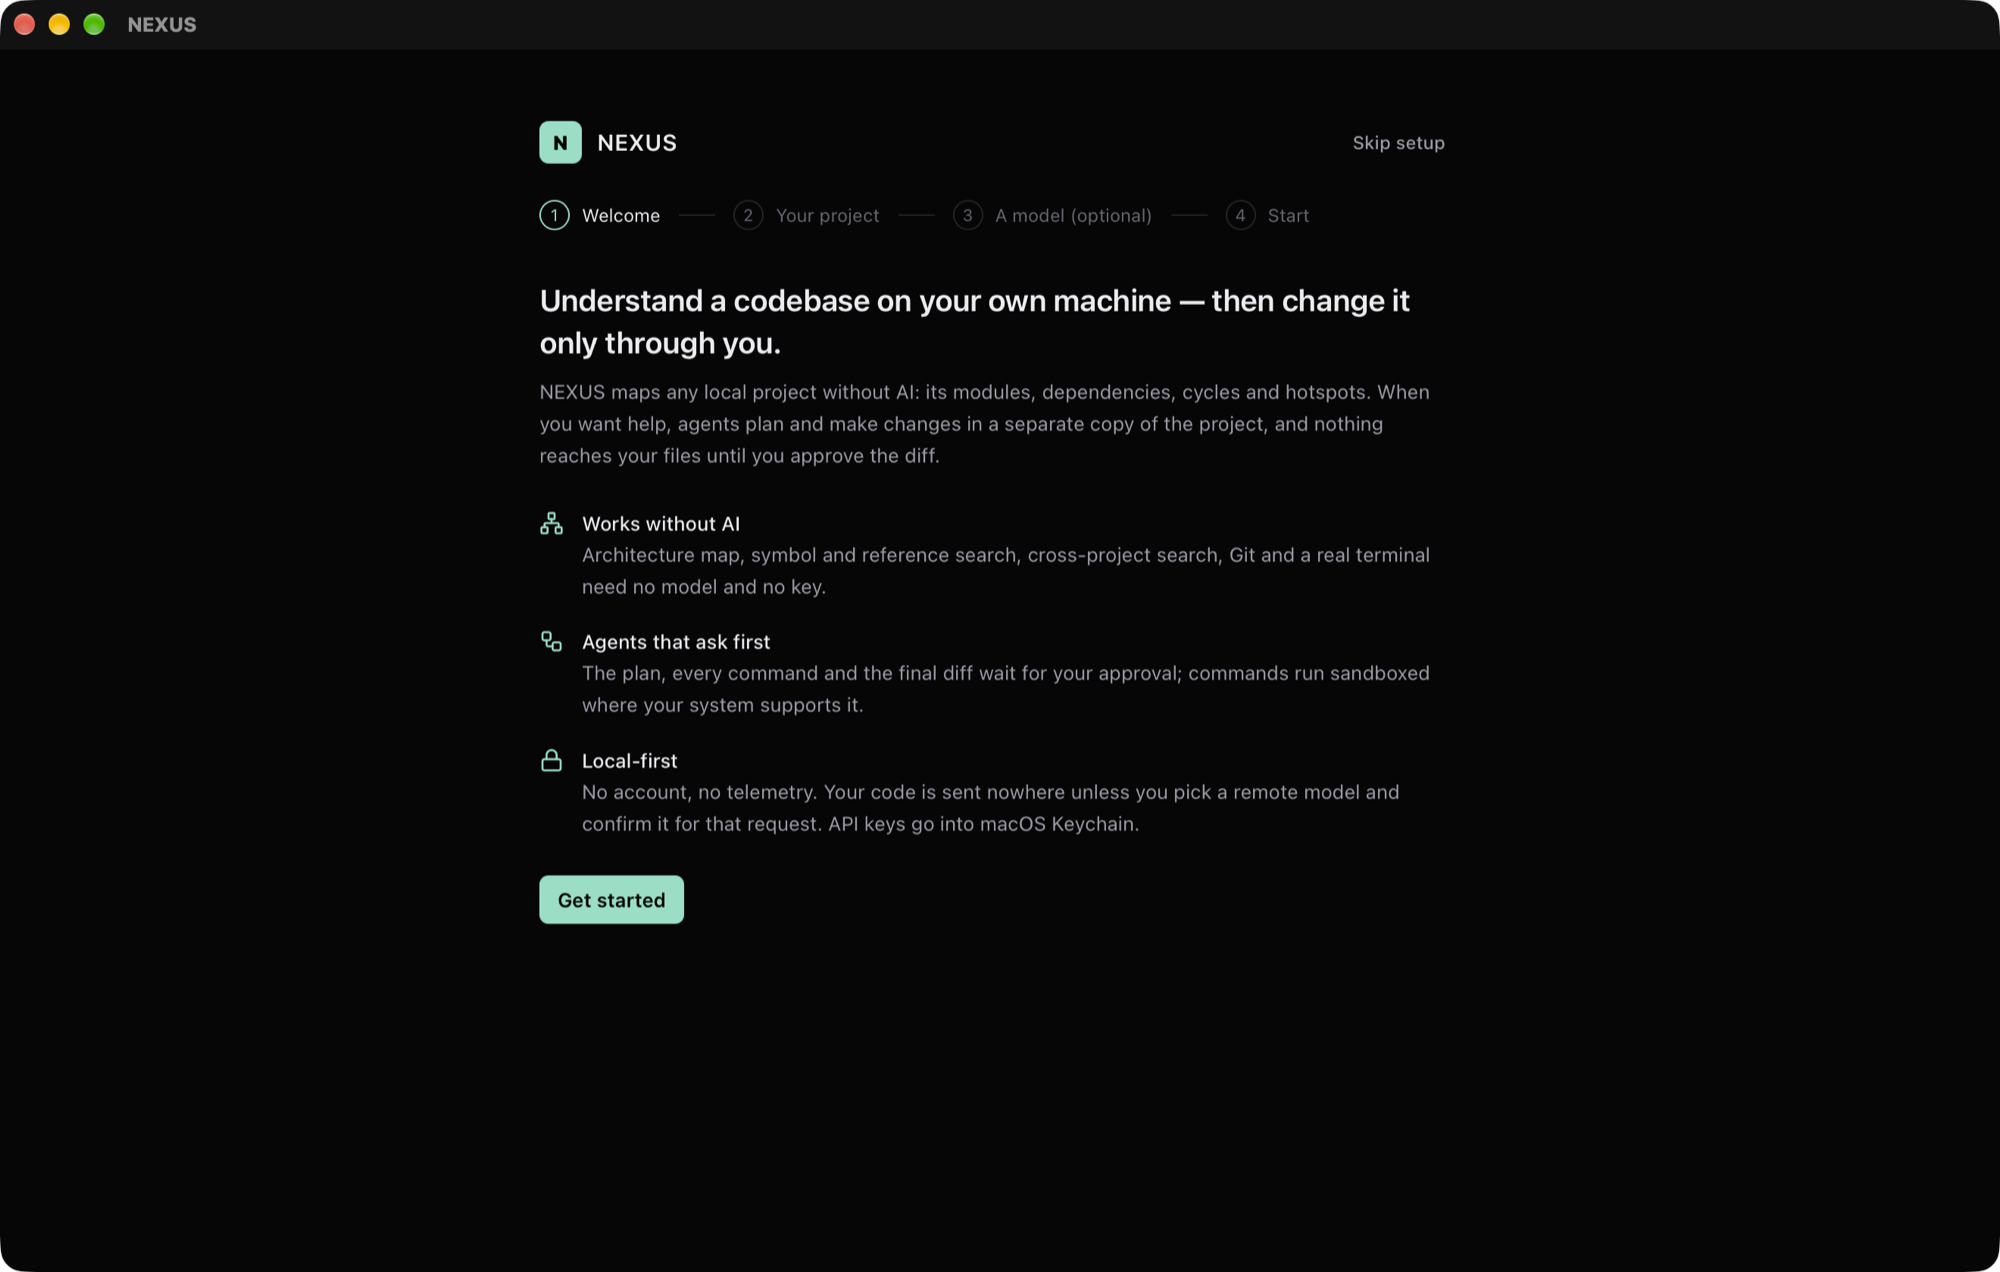 NEXUS
N NEXUS Skip setup
1 Welcome 2 Your project 3 A model (optional) 4 Start
Understand a codebase on your own machine — then change it
only through you.
NEXUS maps any local project without AI: its modules, dependencies, cycles and hotspots. When
you want help, agents plan and make changes in a separate copy of the project, and nothing
reaches your files until you approve the diff.
Works without AI
Architecture map, symbol and reference search, cross-project search, Git and a real terminal
need no model and no key.
Agents that ask first
The plan, every command and the final diff wait for your approval; commands run sandboxed
where your system supports it.
Local-first
No account, no telemetry. Your code is sent nowhere unless you pick a remote model and
confirm it for that request. API keys go into macOS Keychain.
Get started